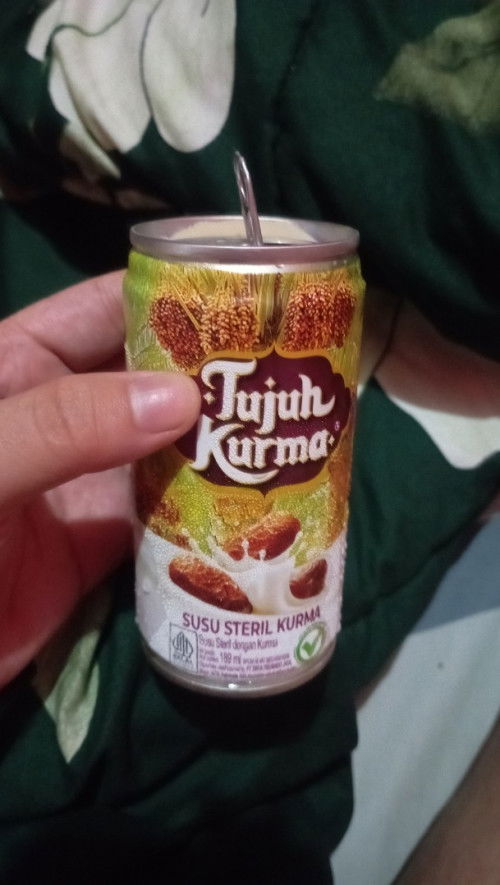 Tujuh
Kurma
SUSU STERIL KURMA
Susu Steril dengan Kurma
189 ml